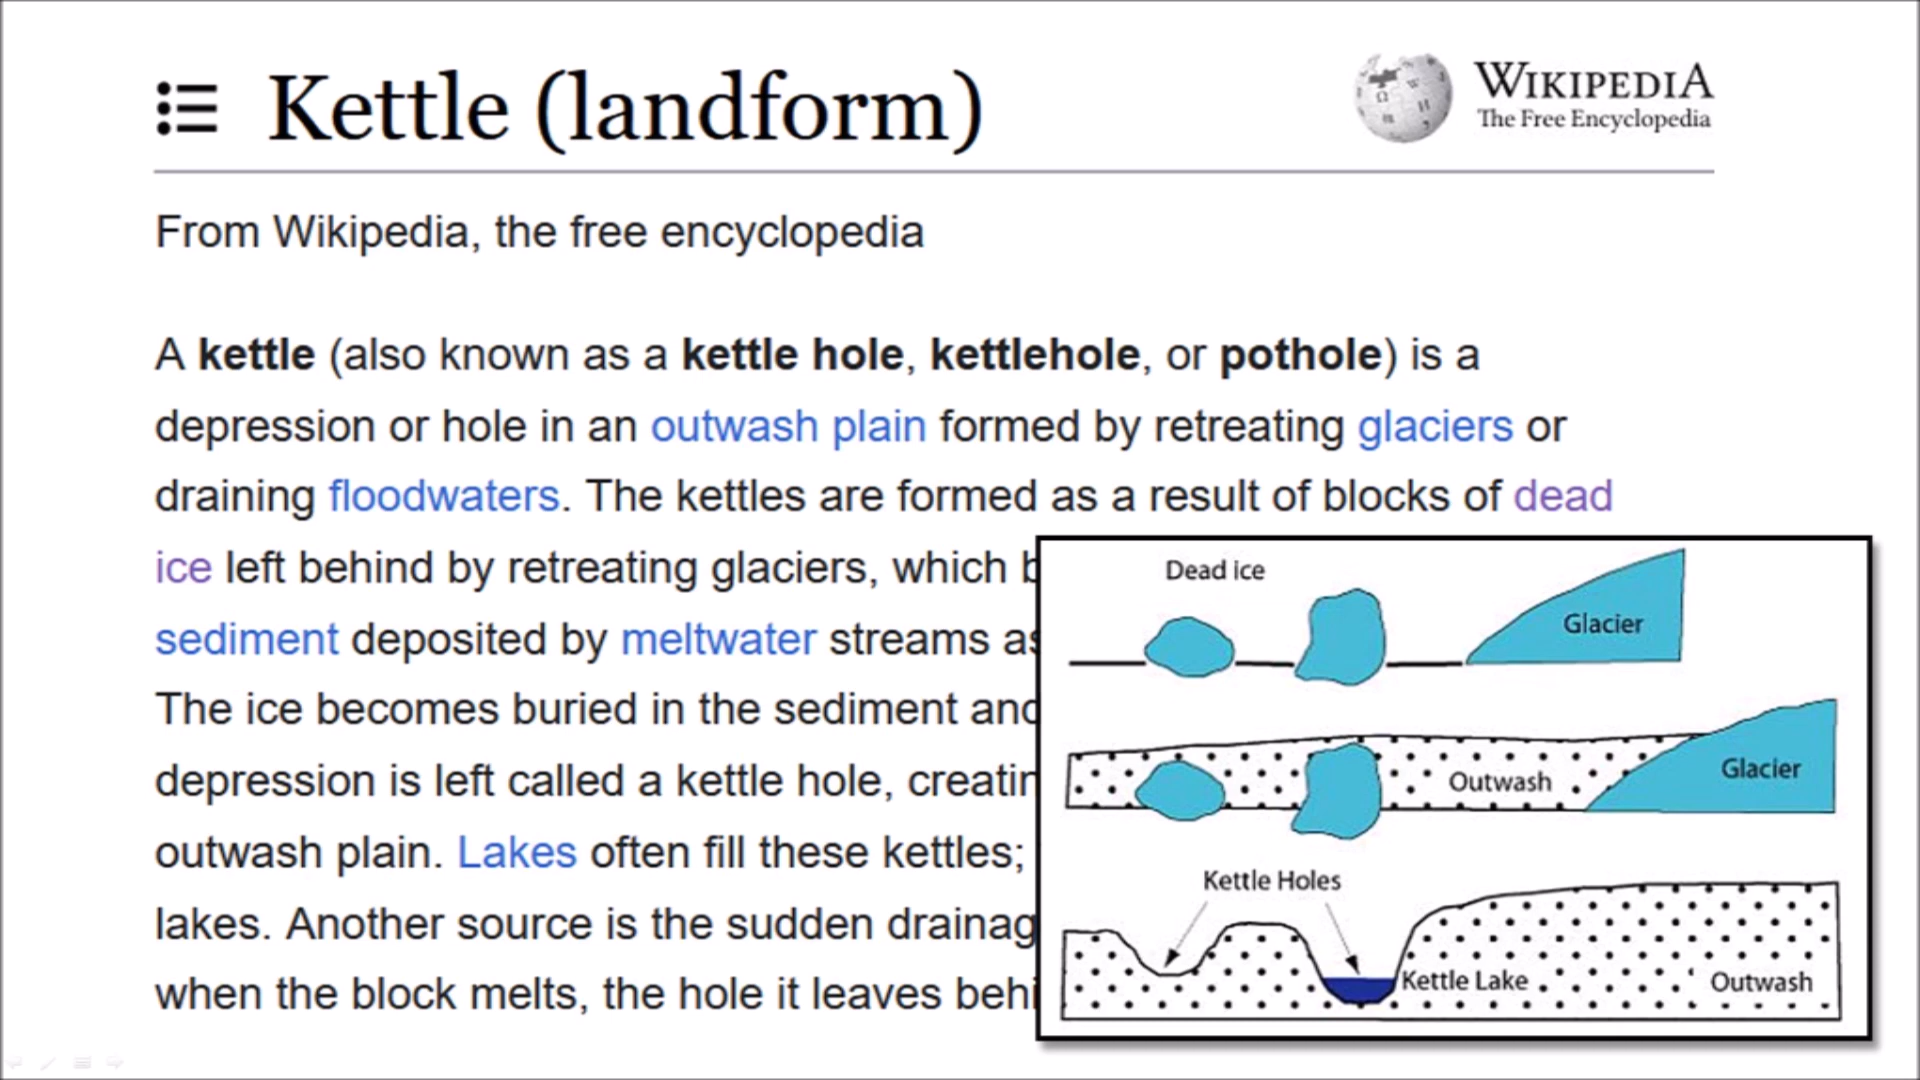 Kettle (landform)
WIKIPEDIA
The Free Encyclopedia
From Wikipedia, the free encyclopedia
A kettle (also known as a kettle hole, kettlehole, or pothole) is a
depression or hole in an outwash plain formed by retreating glaciers or
draining floodwaters. The kettles are formed as a result of blocks of dead
ice left behind by retreating glaciers, which
sediment deposited by meltwater streams as
The ice becomes buried in the sediment and
depression is left called a kettle hole,
outwash plain. Lakes often fill these kettles;
lakes. Another source is the sudden
when the block melts, the hole it leaves
Dead ice
Glacier
Outwash
Glacier
Kettle Holes
Kettle Lake
Outwash